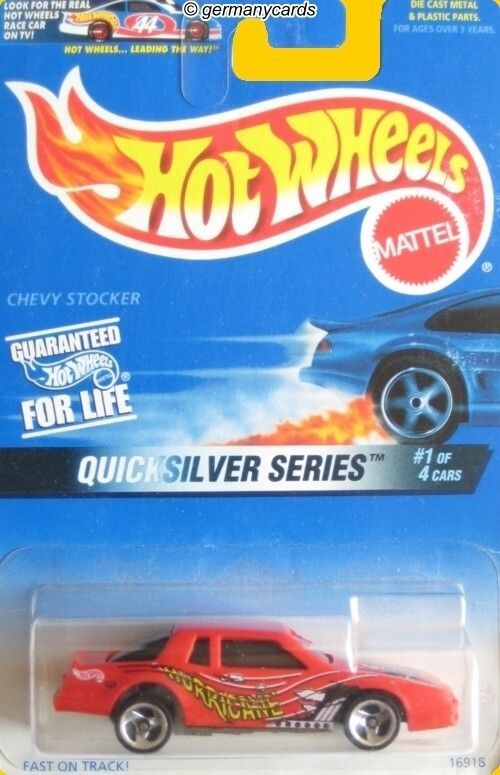 © germanycards
LOOK FOR THE REAL
HOT WHEELS
RACE CAR
ON TV!
44
HOT WHEELS... LEADING THE WAY!™
DIE CAST METAL
& PLASTIC PARTS.
FOR AGES OVER 3 YEARS.
HOT WHEELS
MATTEL
®
CHEVY STOCKER
GUARANTEED
HOT WHEELS ®
FOR LIFE
QUICKSILVER SERIES™
#1 OF
4 CARS
HURRICANE
FAST ON TRACK!
16918